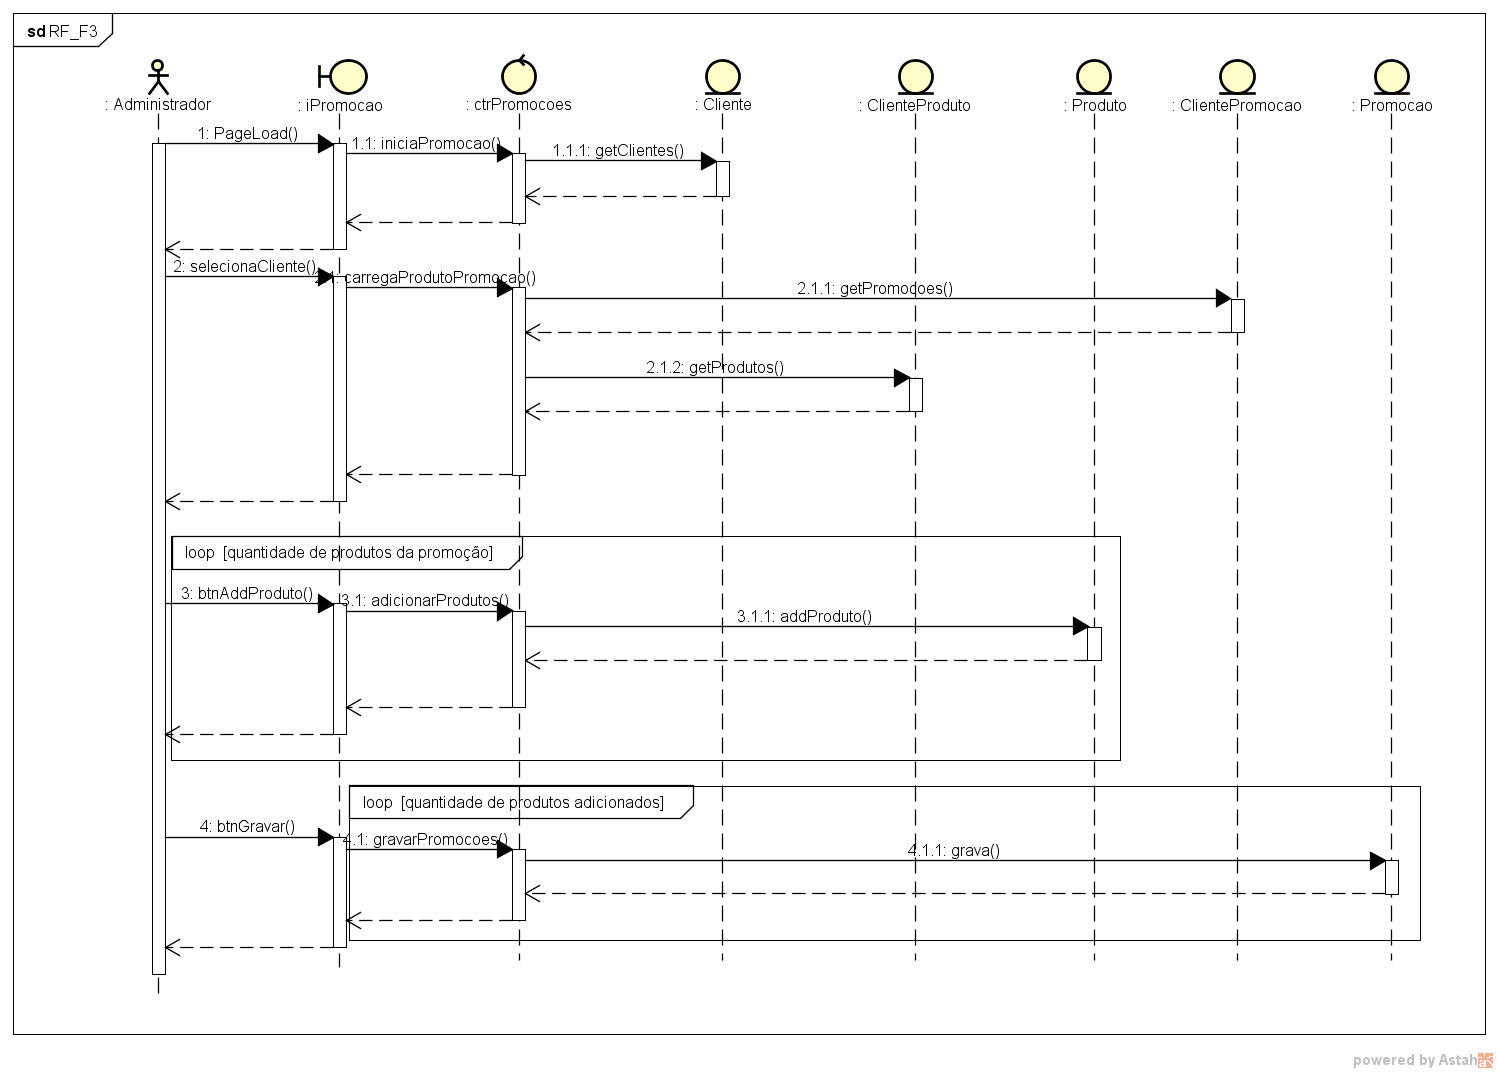 sd RF_F3
: Administrador
: iPromocao
: ctrPromocoes
: Cliente
: ClienteProduto
: Produto
: ClientePromocao
: Promocao
1: PageLoad()
1.1: iniciaPromocao()
1.1.1: getClientes()
2: selecionaCliente()
2.1: carregaProdutoPromocao()
2.1.1: getPromocoes()
2.1.2: getProdutos()
loop [quantidade de produtos da promoção]
3: btnAddProduto()
3.1: adicionarProdutos()
3.1.1: addProduto()
loop [quantidade de produtos adicionados]
4: btnGravar()
4.1: gravarPromocoes()
4.1.1: grava()
powered by Astah